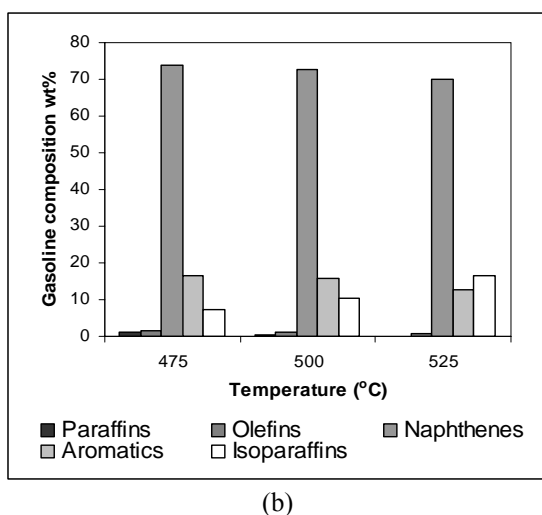 Gasoline composition wt%
80
70
60
50
40
30
20
10
0
475 500 525
Temperature (°C)
Paraffins Olefins Naphthenes
Aromatics Isoparaffins
(b)